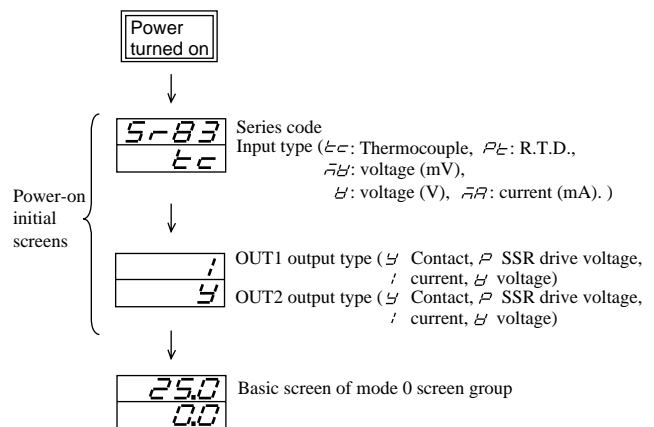 Power
turned on
Sr83
tc
Series code
Input type (tc: Thermocouple, Pt: R.T.D.,
mV: voltage (mV),
V: voltage (V), mA: current (mA). )
Power-on
initial
screens
I
Y
OUT1 output type ( Y Contact, P SSR drive voltage,
I current, V voltage)
OUT2 output type ( Y Contact, P SSR drive voltage,
I current, V voltage)
25.0
0.0
Basic screen of mode 0 screen group